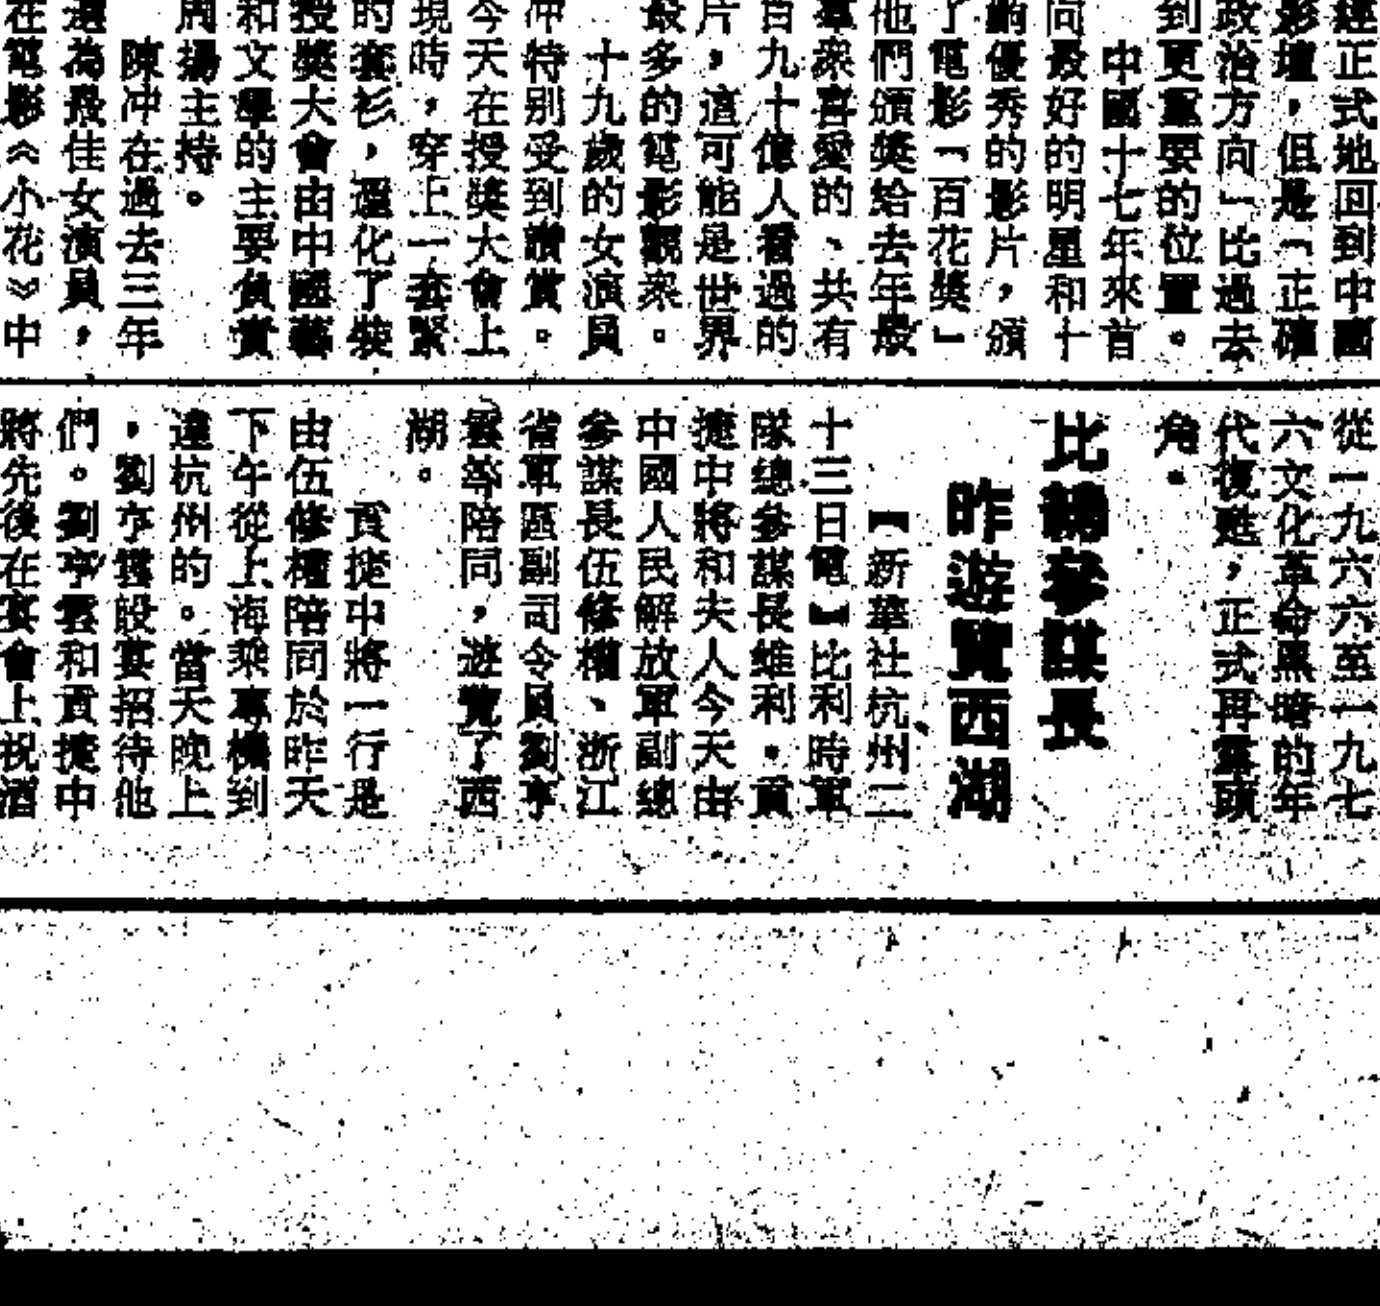 經正式地回到中國
影壇，但是「正確
政治方向」比過去
到更重要的位置。
中國十七年來首
向最好的明星和十
齣優秀的影片，頒
了電影「百花獎」
他們頒獎給去年最
羣衆喜愛的、共有
百九十億人看過的
片，這可能是世界
最多的電影觀衆。
十九歲的女演員
冲特别受到讚賞。
今天在授獎大會上
現時，穿上一套緊
的套衫，還化了裝
授獎大會由中國藝
和文學的主要負責
周揚主持。
陳冲在過去三年
選為最佳女演員，
在電影《小花》中
從一九六六至一九七
六文化革命黑暗的年
代復甦，正式再露頭
角。
比總參謀長
昨遊覽西湖
【新華社杭州二
十三日電】比利時軍
隊總參謀長維利・貢
捷中將和夫人今天由
中國人民解放軍副總
參謀長伍修權、浙江
省軍區副司令員劉亨
雲等陪同，遊覽了西
湖。
貢捷中將一行是
由伍修權陪同於昨天
下午從上海乘專機到
達杭州的。當天晚上
，劉亨雲設宴招待他
們。劉亨雲和貢捷中
將先後在宴會上祝酒